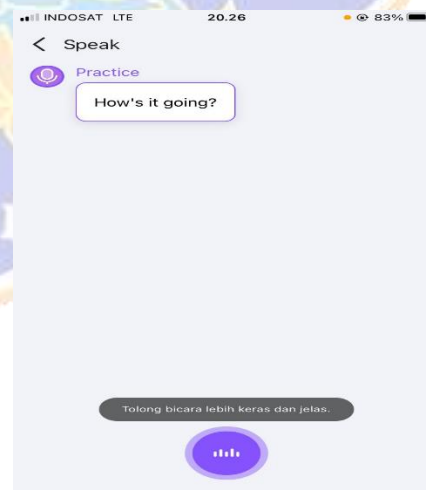 INDOSAT LTE 20.26 83%
Speak
Practice
How's it going?
Tolong bicara lebih keras dan jelas.